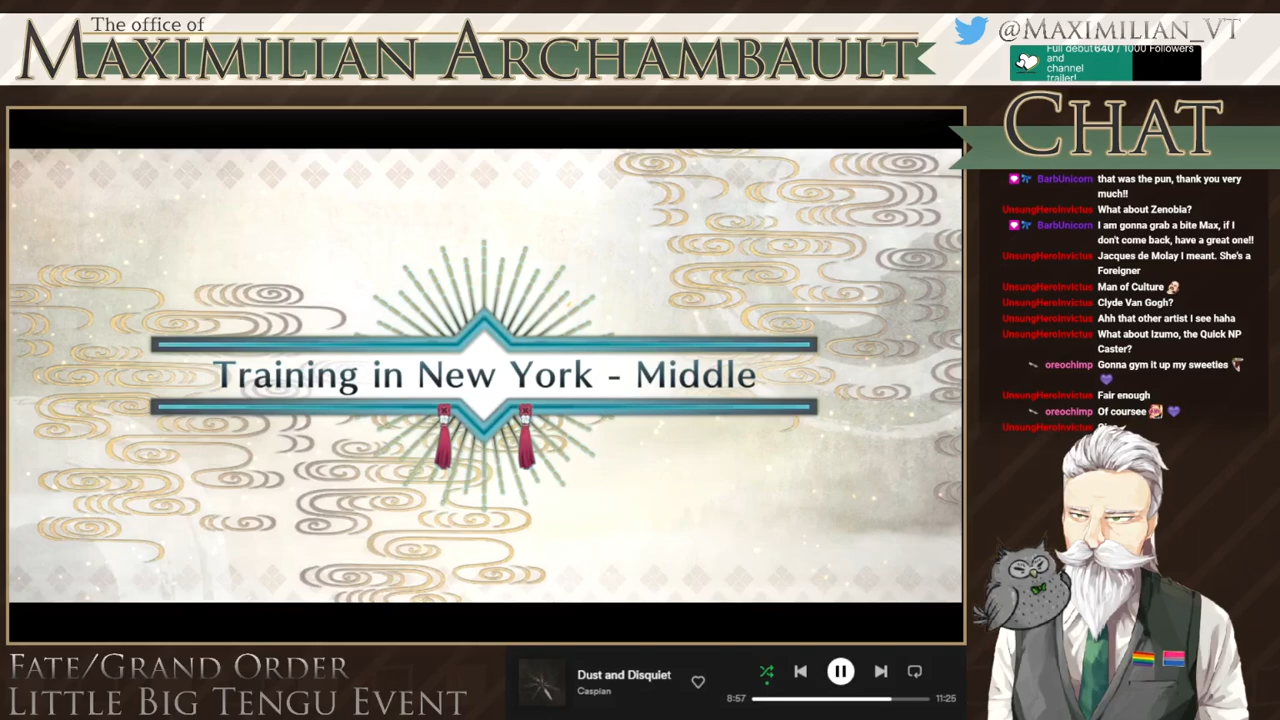 The office of
Maximilian Archambault
@Maximilian_VT
Full debut 640 / 1000 Followers
and
channel
trailer!
Chat
BarbUnicorn that was the pun, thank you very
much!!
UnsungHeroInvictus What about Zenobia?
BarbUnicorn I am gonna grab a bite Max, if I
don't come back, have a great one!!
UnsungHeroInvictus Jacques de Molay I meant. She's a
Foreigner
UnsungHeroInvictus Man of Culture
UnsungHeroInvictus Clyde Van Gogh?
UnsungHeroInvictus Ahh that other artist I see haha
UnsungHeroInvictus What about Izumo, the Quick NP
Caster?
oreochimp Gonna gym it up my sweeties
UnsungHeroInvictus Fair enough
oreochimp Of coursee
UnsungHeroInvictus
Training in New York - Middle
Fate/Grand Order
Little Big Tengu Event
Dust and Disquiet
Caspian
8:57
11:25